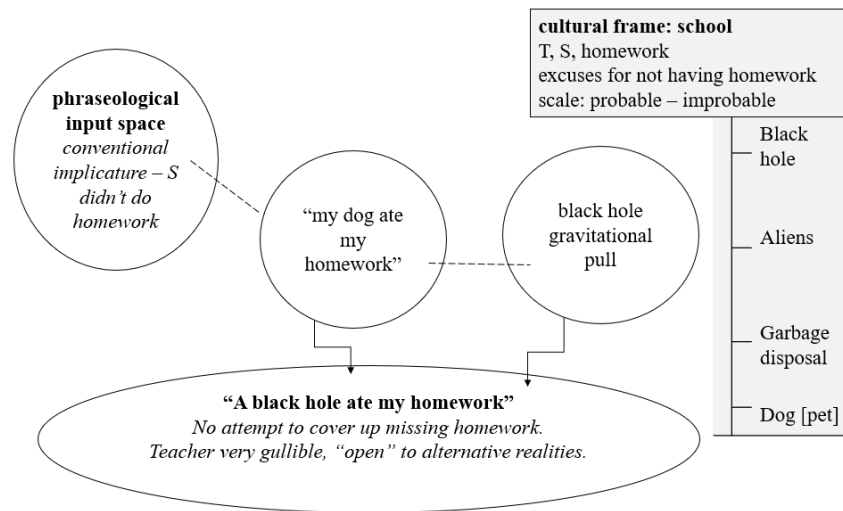 cultural frame: school
T, S, homework
excuses for not having homework
scale: probable – improbable
phraseological
input space
conventional
implicature – S
didn’t do
homework
“my dog ate
my
homework”
black hole
gravitational
pull
Black
hole
Aliens
Garbage
disposal
Dog [pet]
“A black hole ate my homework”
No attempt to cover up missing homework.
Teacher very gullible, “open” to alternative realities.